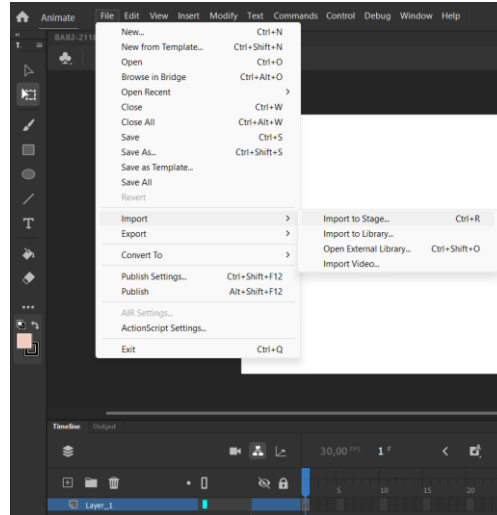 Animate File Edit View Insert Modify Text Commands Control Debug Window Help
New... Ctrl+N
New from Template... Ctrl+Shift+N
Open Ctrl+O
Browse in Bridge Ctrl+Alt+O
Open Recent
Close Ctrl+W
Close All Ctrl+Alt+W
Save Ctrl+S
Save As... Ctrl+Shift+S
Save as Template...
Save All
Revert
Import
Export
Convert To
Publish Settings... Ctrl+Shift+F12
Publish Alt+Shift+F12
AIR Settings...
ActionScript Settings...
Exit Ctrl+Q
Import to Stage... Ctrl+R
Import to Library...
Open External Library... Ctrl+Shift+O
Import Video...
Timeline Output
30,00 FPS 1 F
5 10 15 20
Layer_1